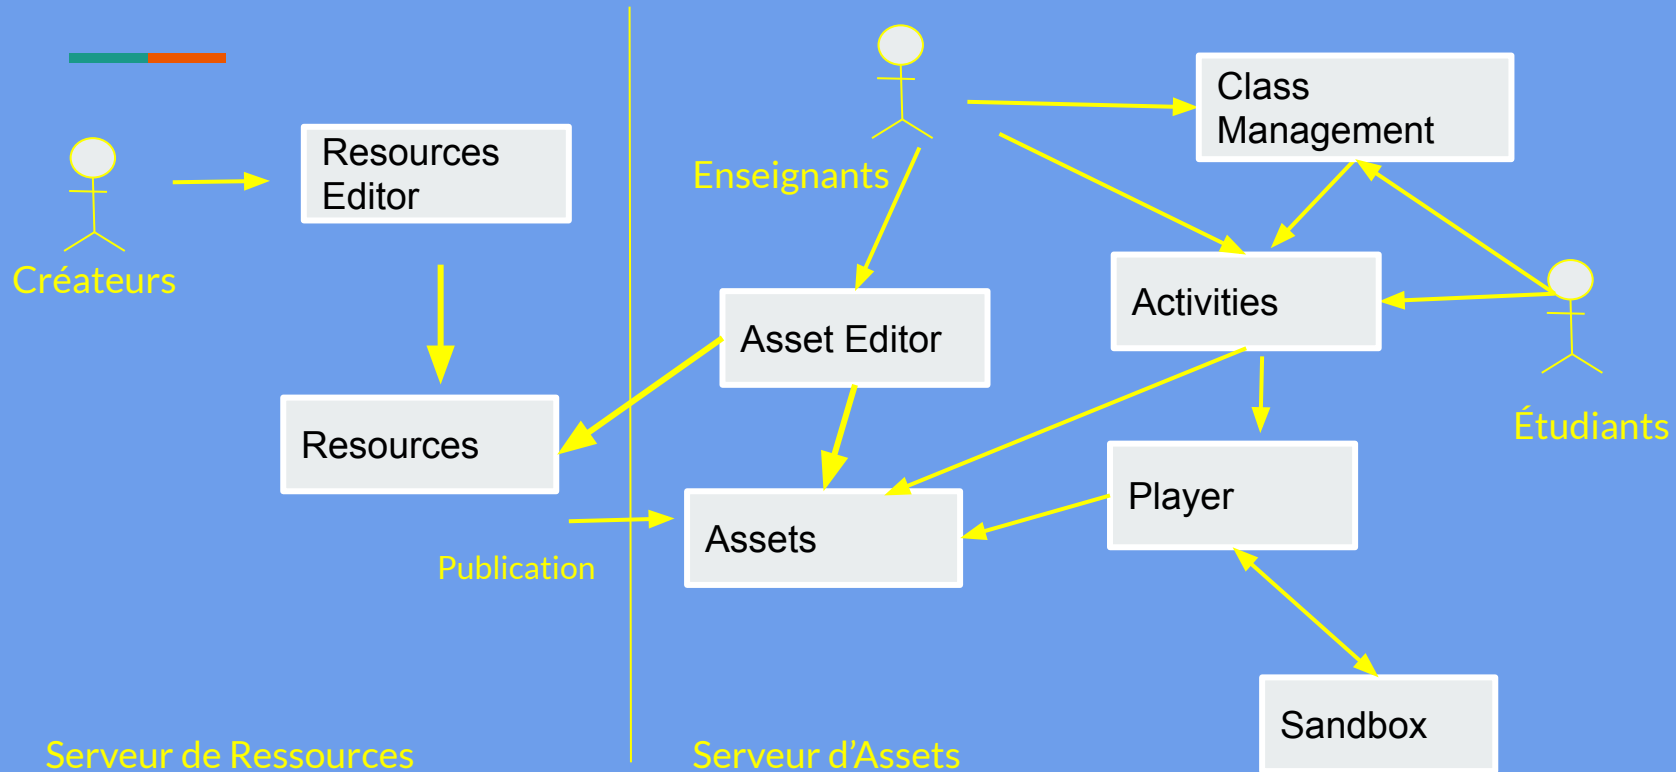 Créateurs
Resources
Editor
Resources
Publication
Serveur de Ressources
Enseignants
Class
Management
Asset Editor
Activities
Étudiants
Assets
Player
Sandbox
Serveur d'Assets